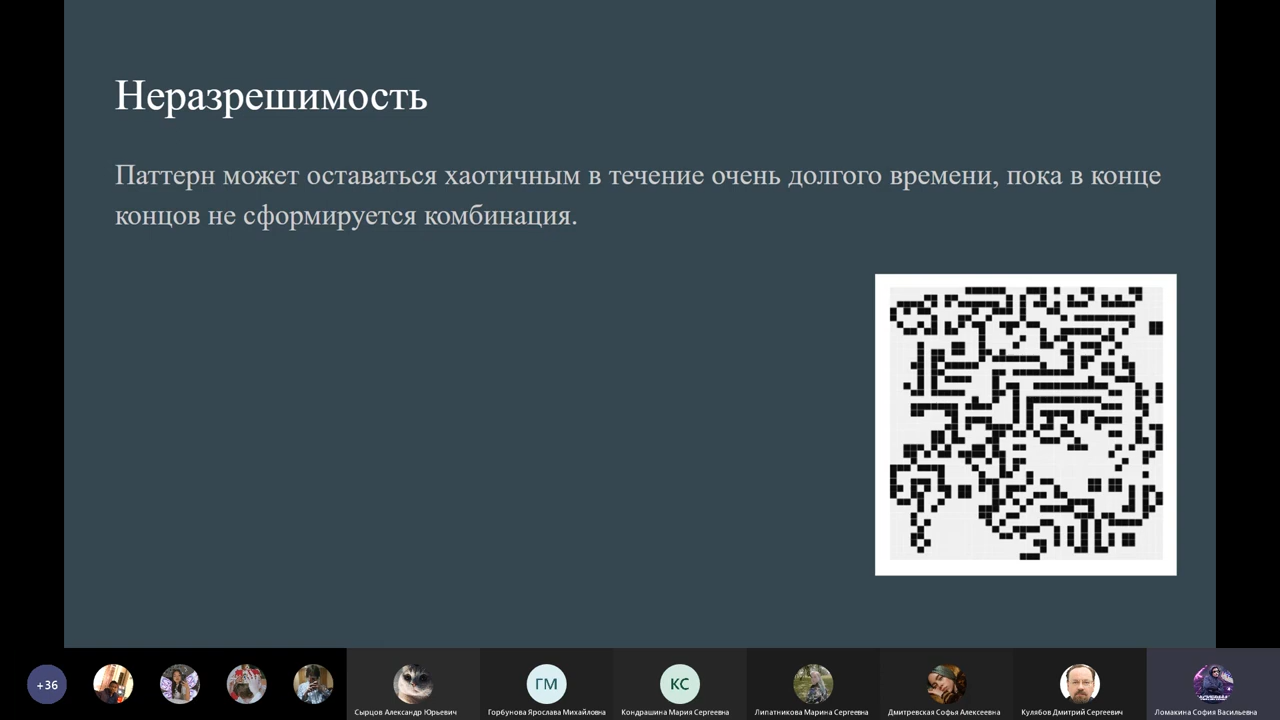 Неразрешимость
Паттерн может оставаться хаотичным в течение очень долгого времени, пока в конце
концов не сформируется комбинация.
+36
ГМ
КС
Сырцов Александр Юрьевич
Горбунова Ярослава Михайловна
Кондрашина Мария Сергеевна
Липатникова Марина Сергеевна
Дмитревская Софья Алексеевна
Кулябов Дмитрий Сергеевич
Ломакина София Васильевна